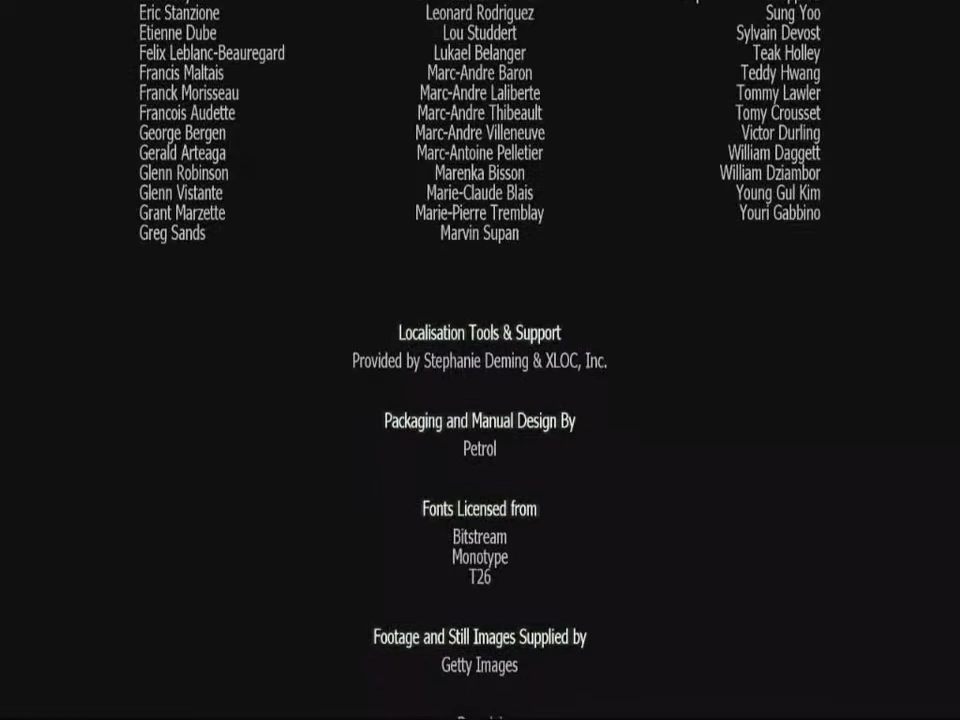 Eric Stanzione
Etienne Dube
Felix Leblanc-Beauregard
Francis Maltais
Franck Morisseau
Francois Audette
George Bergen
Gerald Arteaga
Glenn Robinson
Glenn Vistante
Grant Marzette
Greg Sands
Leonard Rodriguez
Lou Studdert
Lukael Belanger
Marc-Andre Baron
Marc-Andre Laliberte
Marc-Andre Thibeault
Marc-Andre Villeneuve
Marc-Antoine Pelletier
Marenka Bisson
Marie-Claude Blais
Marie-Pierre Tremblay
Marvin Supan
Sung Yoo
Sylvain Devost
Teak Holley
Teddy Hwang
Tommy Lawler
Tomy Crousset
Victor Durling
William Daggett
William Dziambor
Young Gul Kim
Youri Gabbino
Localisation Tools & Support
Provided by Stephanie Deming & XLOC, Inc.
Packaging and Manual Design By
Petrol
Fonts Licensed from
Bitstream
Monotype
T26
Footage and Still Images Supplied by
Getty Images